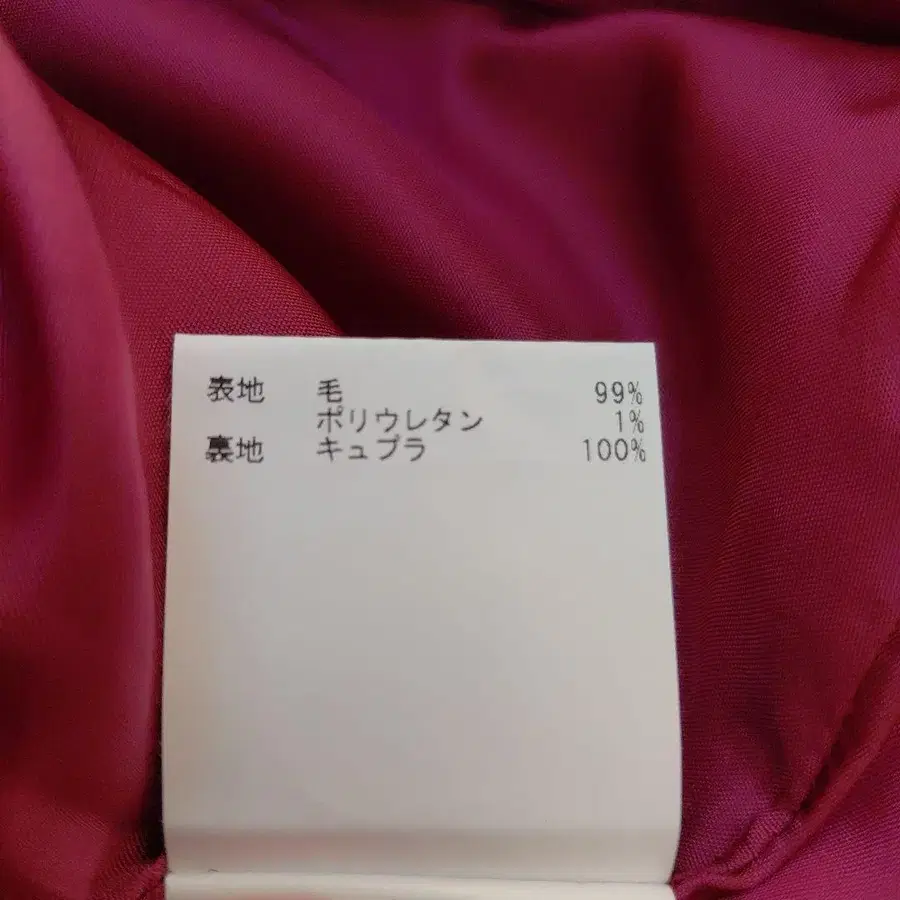 表地 毛 99%
ポリウレタン 1%
裏地 キュプラ 100%